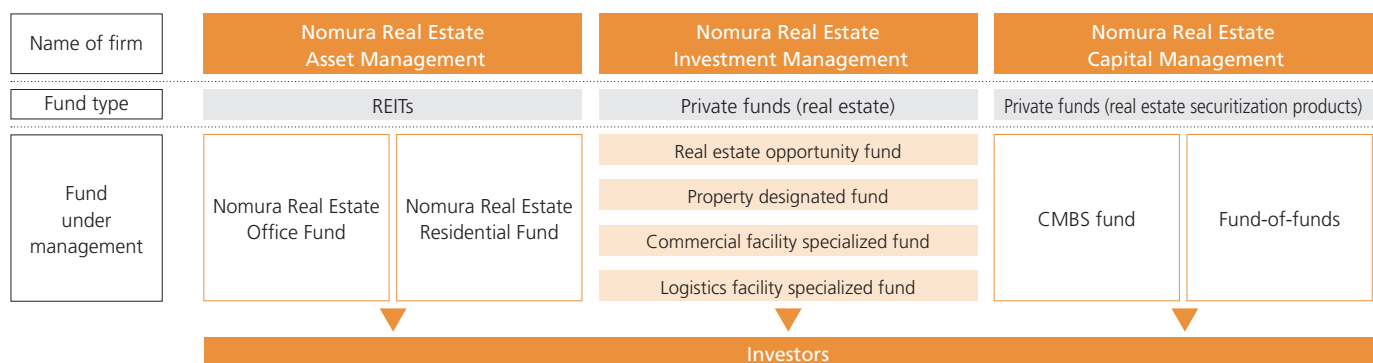 Name of firm
Nomura Real Estate
Asset Management
Nomura Real Estate
Investment Management
Nomura Real Estate
Capital Management
Fund type
REITs
Private funds (real estate)
Private funds (real estate securitization products)
Fund
under
management
Nomura Real Estate
Office Fund
Nomura Real Estate
Residential Fund
Real estate opportunity fund
Property designated fund
Commercial facility specialized fund
Logistics facility specialized fund
CMBS fund
Fund-of-funds
Investors